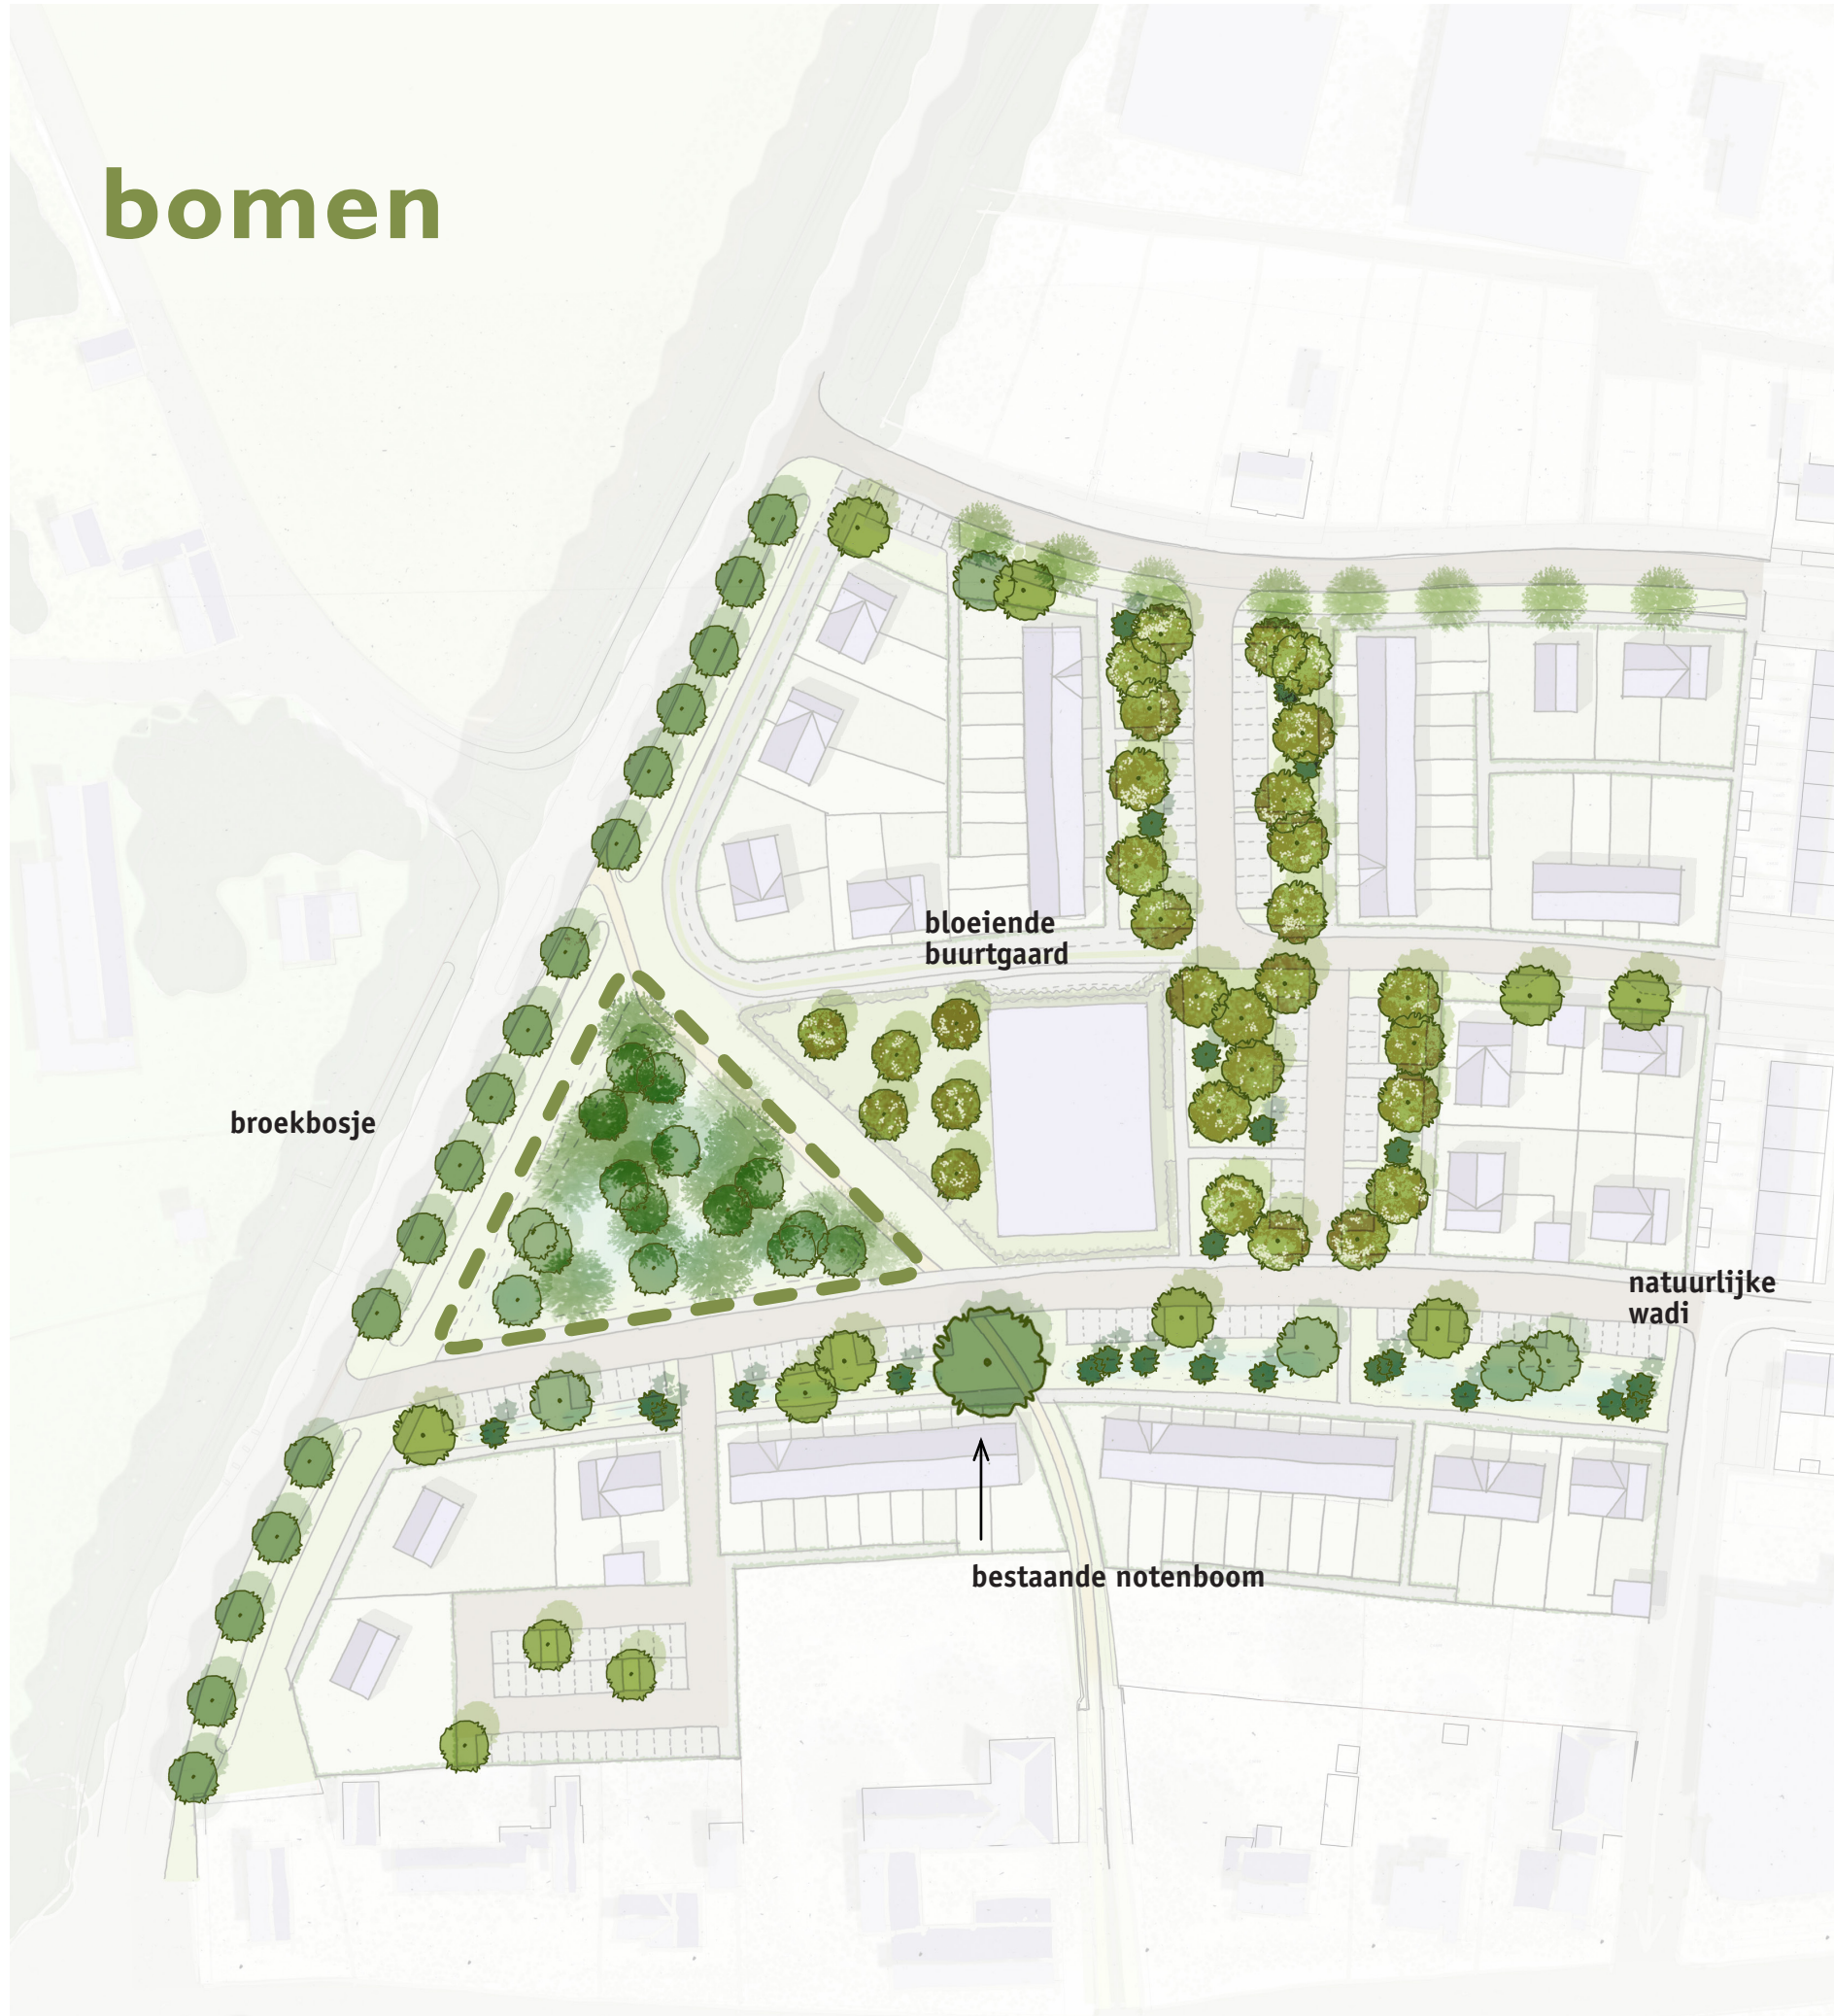 bomen
bloeiende
buurtgaard
broekbosje
natuurlijke
wadi
bestaande notenboom